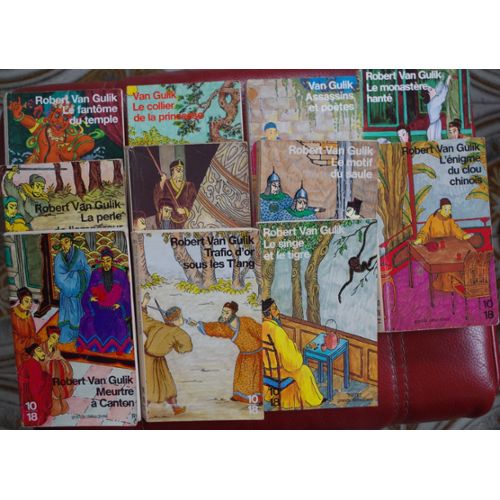 Robert Van Gulik
Le fantôme
du temple
Van Gulik
Le collier
de la princesse
Van Gulik
Assassins
et poètes
Robert Van Gulik
Le monastère
hanté
Robert Van Gulik
La perle
Robert Van Gulik
Le motif
du saule
Robert Van Gulik
L'énigme
du clou
chinois
10
18
Robert Van Gulik
Meurtre
à Canton
10
18
Robert Van Gulik
Trafic d'or
sous les T'ang
10
18
Robert Van Gulik
Le singe
et le tigre
10
18